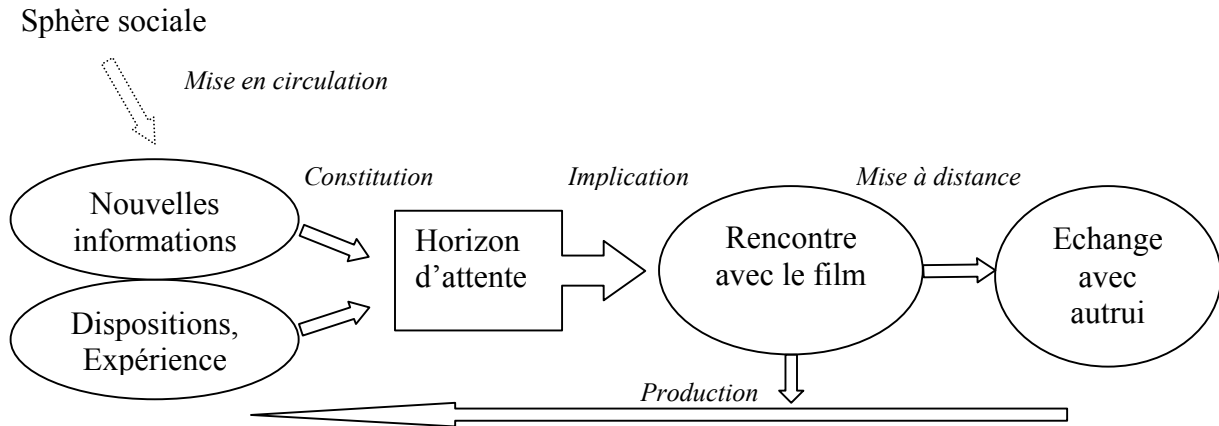 Sphère sociale
Mise en circulation
Nouvelles
informations
Dispositions,
Expérience
Constitution
Horizon
d’attente
Implication
Rencontre
avec le film
Mise à distance
Echange
avec
autrui
Production